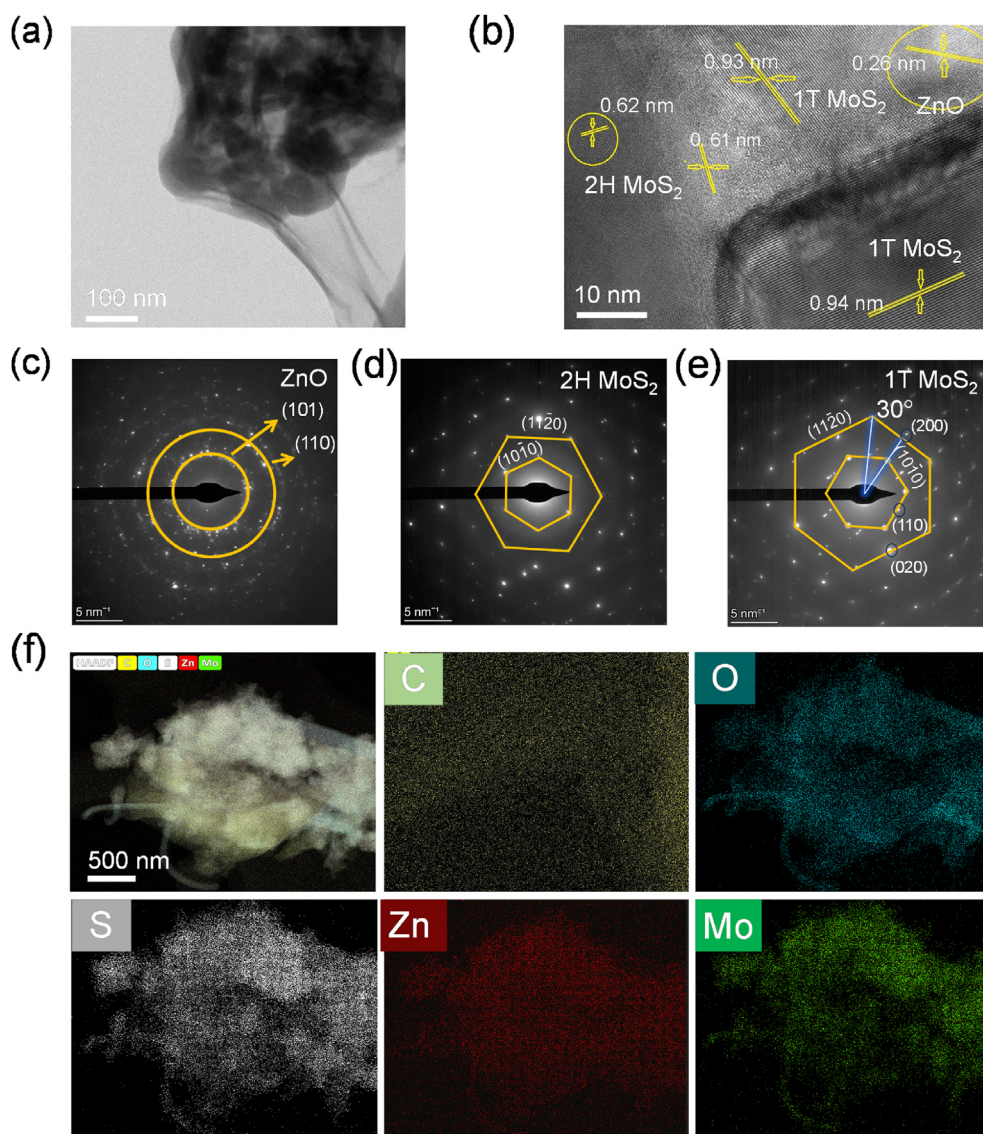 (a)
100 nm
(b)
0.93 nm
1T MoS₂
0.26 nm
ZnO
0.62 nm
0.61 nm
2H MoS₂
1T MoS₂
0.94 nm
10 nm
(c)
ZnO
(101)
(110)
5 nm⁻¹
(d)
2H MoS₂
(112̄0)
(101̄0)
5 nm⁻¹
(e)
1T MoS₂
30°
(112̄0)
(200)
(101̄0)
(110)
(020)
5 nm⁻¹
(f)
HAADF C O S Zn Mo
500 nm
C
O
S
Zn
Mo